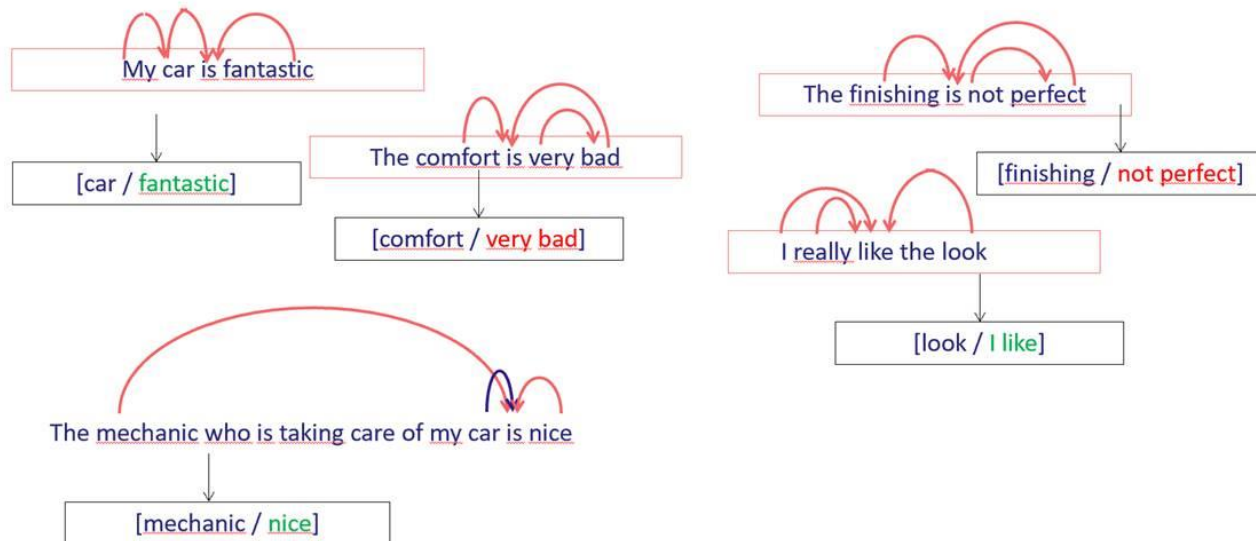 My car is fantastic
[car / fantastic]
The comfort is very bad
[comfort / very bad]
The mechanic who is taking care of my car is nice
[mechanic / nice]
The finishing is not perfect
[finishing / not perfect]
I really like the look
[look / I like]